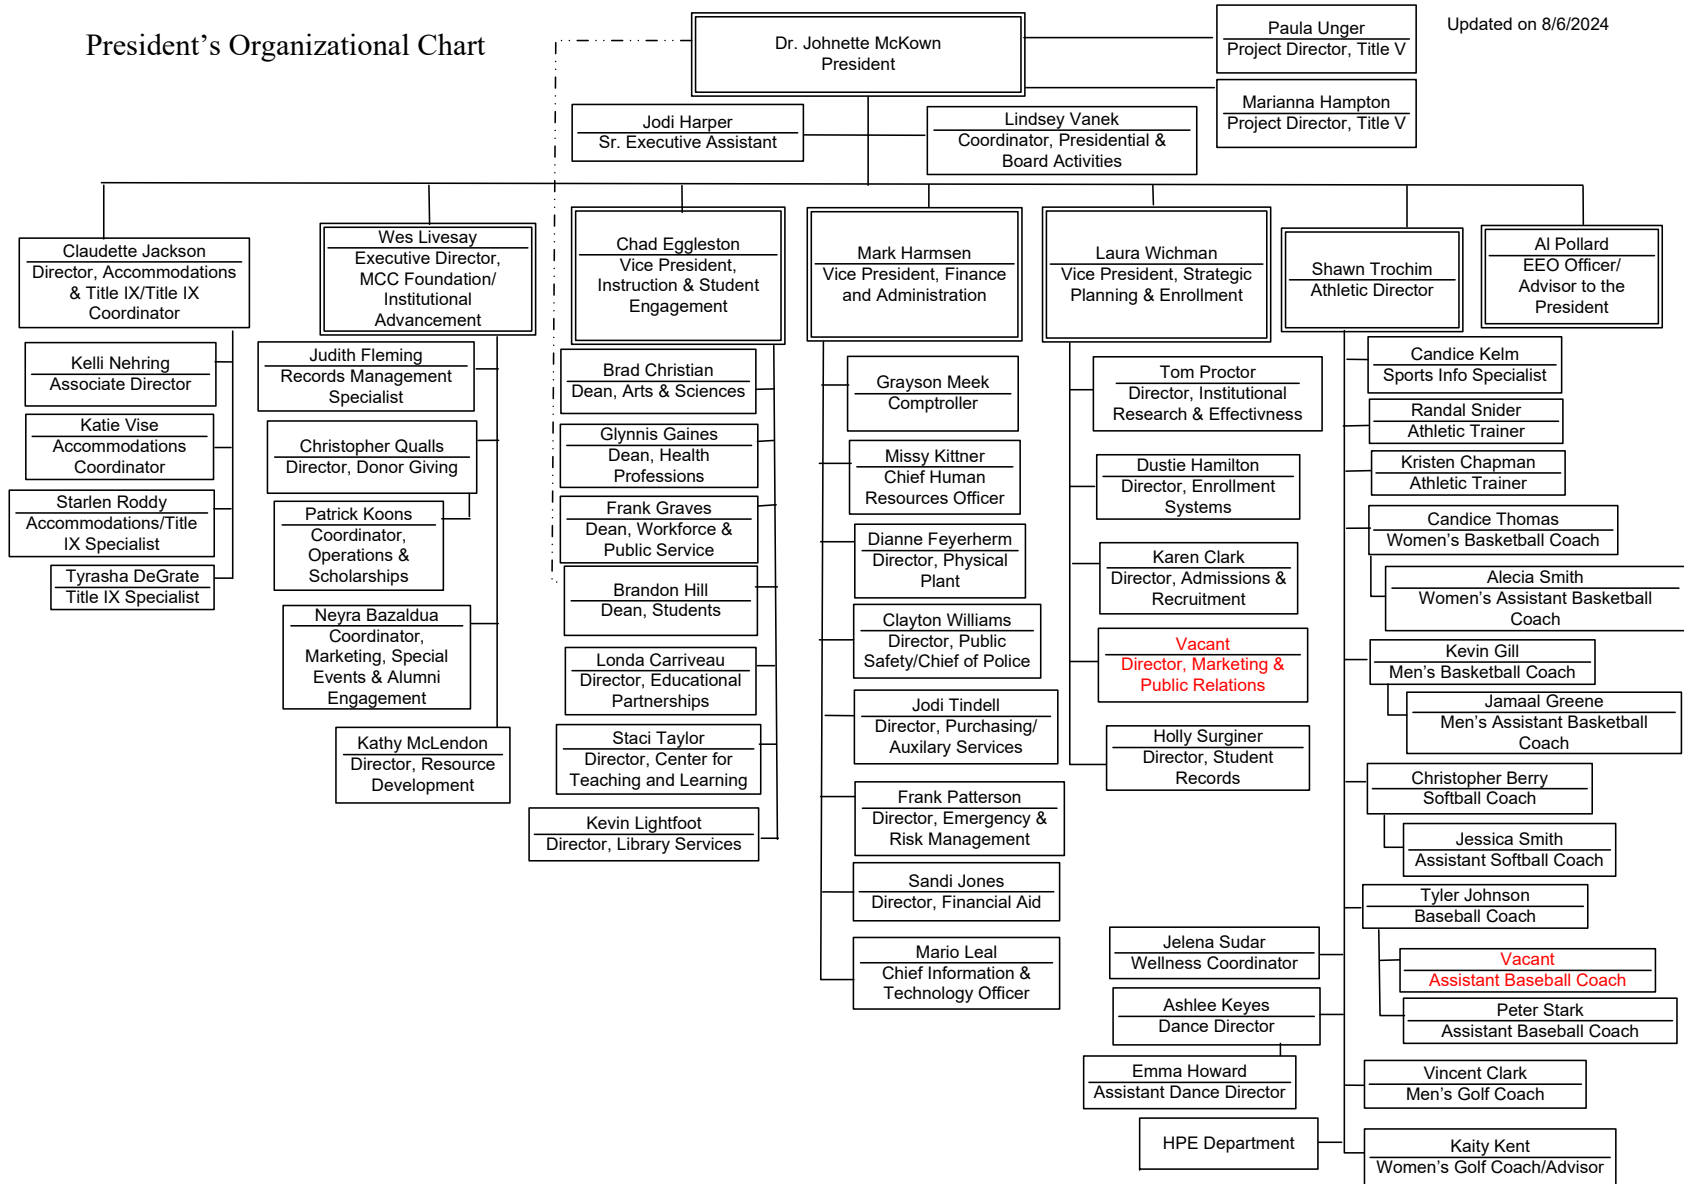 President's Organizational Chart
Dr. Johnette McKown
President
Paula Unger
Project Director, Title V
Updated on 8/6/2024
Marianna Hampton
Project Director, Title V
Jodi Harper
Sr. Executive Assistant
Lindsey Vanek
Coordinator, Presidential &
Board Activities
Claudette Jackson
Director, Accommodations
& Title IX/Title IX
Coordinator
Kelli Nehring
Associate Director
Katie Vise
Accommodations
Coordinator
Starlen Roddy
Accommodations/Title
IX Specialist
Tyrasha DeGrate
Title IX Specialist
Wes Livesay
Executive Director,
MCC Foundation/
Institutional
Advancement
Judith Fleming
Records Management
Specialist
Christopher Qualls
Director, Donor Giving
Patrick Koons
Coordinator,
Operations &
Scholarships
Neyra Bazaldua
Coordinator,
Marketing, Special
Events & Alumni
Engagement
Kathy McLendon
Director, Resource
Development
Chad Eggleston
Vice President,
Instruction & Student
Engagement
Brad Christian
Dean, Arts & Sciences
Glynnis Gaines
Dean, Health
Professions
Frank Graves
Dean, Workforce &
Public Service
Brandon Hill
Dean, Students
Londa Carriveau
Director, Educational
Partnerships
Staci Taylor
Director, Center for
Teaching and Learning
Kevin Lightfoot
Director, Library Services
Mark Harmsen
Vice President, Finance
and Administration
Grayson Meek
Comptroller
Missy Kittner
Chief Human
Resources Officer
Dianne Feyerherm
Director, Physical
Plant
Clayton Williams
Director, Public
Safety/Chief of Police
Jodi Tindell
Director, Purchasing/
Auxilary Services
Frank Patterson
Director, Emergency &
Risk Management
Sandi Jones
Director, Financial Aid
Mario Leal
Chief Information &
Technology Officer
Laura Wichman
Vice President, Strategic
Planning & Enrollment
Tom Proctor
Director, Institutional
Research & Effectivness
Dustie Hamilton
Director, Enrollment
Systems
Karen Clark
Director, Admissions &
Recruitment
Vacant
Director, Marketing &
Public Relations
Holly Surginer
Director, Student
Records
Shawn Trochim
Athletic Director
Candice Kelm
Sports Info Specialist
Randal Snider
Athletic Trainer
Kristen Chapman
Athletic Trainer
Candice Thomas
Women's Basketball Coach
Alecia Smith
Women's Assistant Basketball
Coach
Kevin Gill
Men's Basketball Coach
Jamaal Greene
Men's Assistant Basketball
Coach
Christopher Berry
Softball Coach
Jessica Smith
Assistant Softball Coach
Tyler Johnson
Baseball Coach
Vacant
Assistant Baseball Coach
Peter Stark
Assistant Baseball Coach
Jelena Sudar
Wellness Coordinator
Ashlee Keyes
Dance Director
Emma Howard
Assistant Dance Director
Vincent Clark
Men's Golf Coach
HPE Department
Kaity Kent
Women's Golf Coach/Advisor
Al Pollard
EEO Officer/
Advisor to the
President